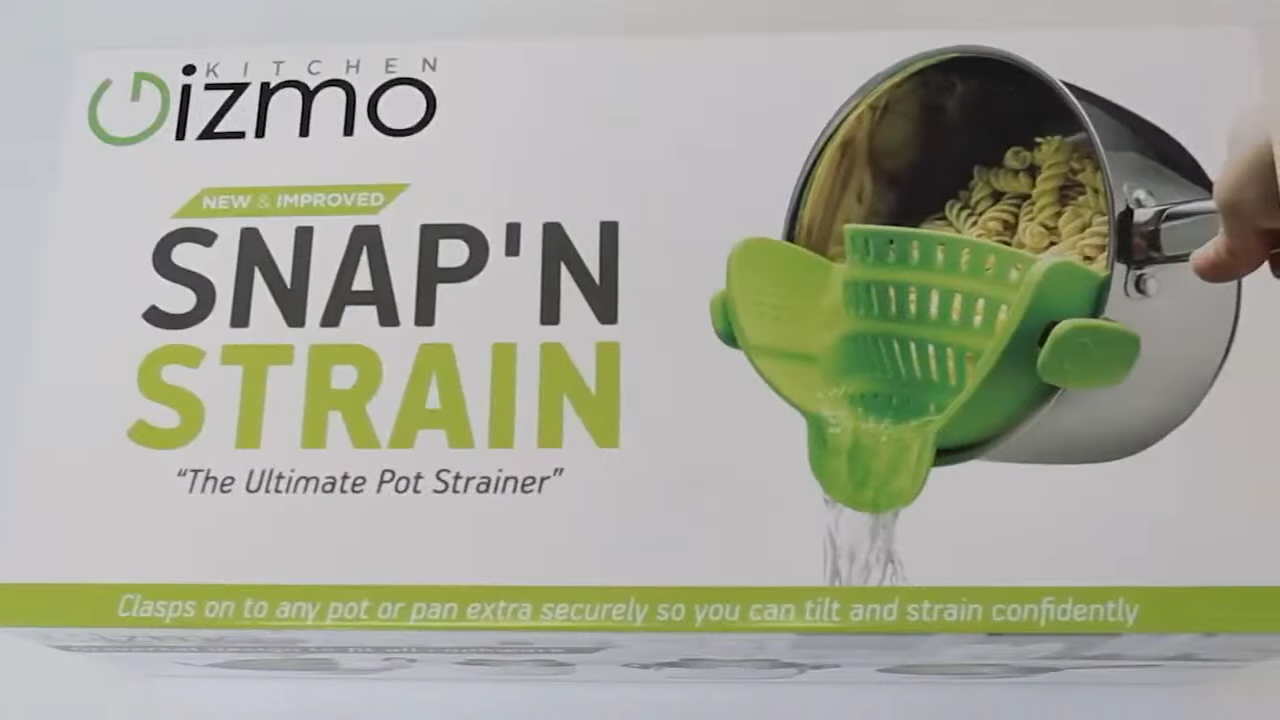 KITCHEN
Gizmo
NEW & IMPROVED
SNAP'N
STRAIN
“The Ultimate Pot Strainer”
Clasps on to any pot or pan extra securely so you can tilt and strain confidently